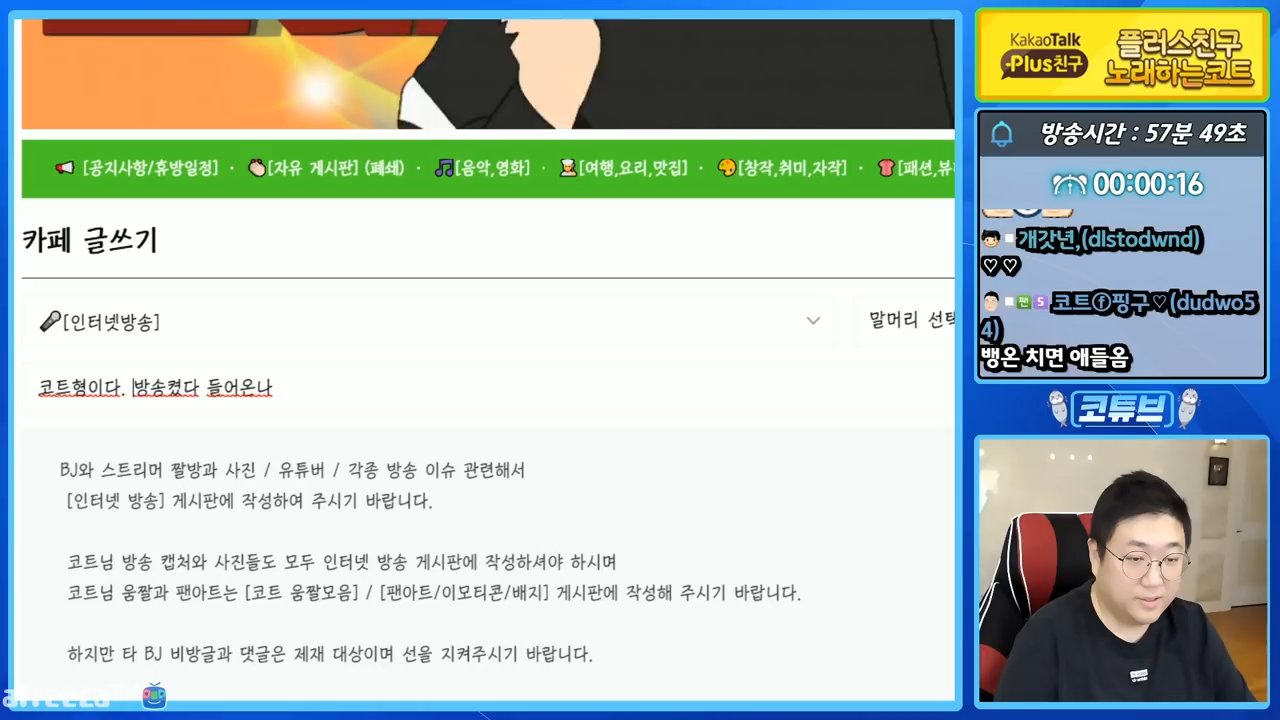 [공지사항/휴방일정] · [자유 게시판] (폐쇄) · [음악,영화] · [여행,요리,맛집] · [창작,취미,자작] · [패션,뷰
카페 글쓰기
[인터넷방송]
말머리 선택
코트형이다. 방송켰다 들어온나
BJ와 스트리머 짤방과 사진 / 유튜버 / 각종 방송 이슈 관련해서
[인터넷 방송] 게시판에 작성하여 주시기 바랍니다.
코트님 방송 캡처와 사진들도 모두 인터넷 방송 게시판에 작성하셔야 하시며
코트님 움짤과 팬아트는 [코트 움짤모음] / [팬아트/이모티콘/배지] 게시판에 작성해 주시기 바랍니다.
하지만 타 BJ 비방글과 댓글은 제재 대상이며 선을 지켜주시기 바랍니다.
KakaoTalk
Plus친구
플러스친구
노래하는코트
방송시간 : 57분 49초
00:00:16
개갓년,(dlstodwnd)
♡♡
팬 5 코트ⓕ핑구♡(dudwo5
4)
뱅온 치면 애들옴
코튜브